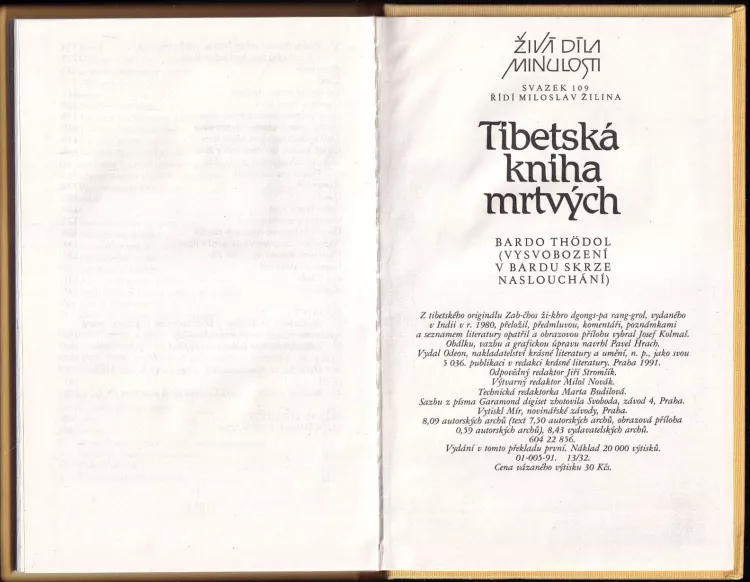 ŽIVÁ DÍLA
MINULOSTI
SVAZEK 109
ŘÍDÍ MILOSLAV ŽILINA
Tibetská
kniha
mrtvých
BARDO THÖDOL
(VYSVOBOZENÍ
V BARDU SKRZE
NASLOUCHÁNÍ)
Z tibetského originálu Zab-čhos ži-khro dgongs-pa rang-grol, vydaného
v Indii v r. 1980, přeložil, předmluvou, komentáři, poznámkami
a seznamem literatury opatřil a obrazovou přílohu vybral Josef Kolmaš.
Obálku, vazbu a grafickou úpravu navrhl Pavel Hrach.
Vydal Odeon, nakladatelství krásné literatury a umění, n. p., jako svou
5 036. publikaci v redakci krásné literatury. Praha 1991.
Odpovědný redaktor Jiří Stromšík.
Výtvarný redaktor Miloš Novák.
Technická redaktorka Marta Budilová.
Sazbu z písma Garamond digiset zhotovila Svoboda, závod 4, Praha.
Vytiskl Mír, novinářské závody, Praha.
8,09 autorských archů (text 7,50 autorských archů, obrazová příloha
0,59 autorských archů), 8,43 vydavatelských archů.
604 22 856.
Vydání v tomto překladu první. Náklad 20 000 výtisků.
01-005-91. 13/32.
Cena vázaného výtisku 30 Kčs.